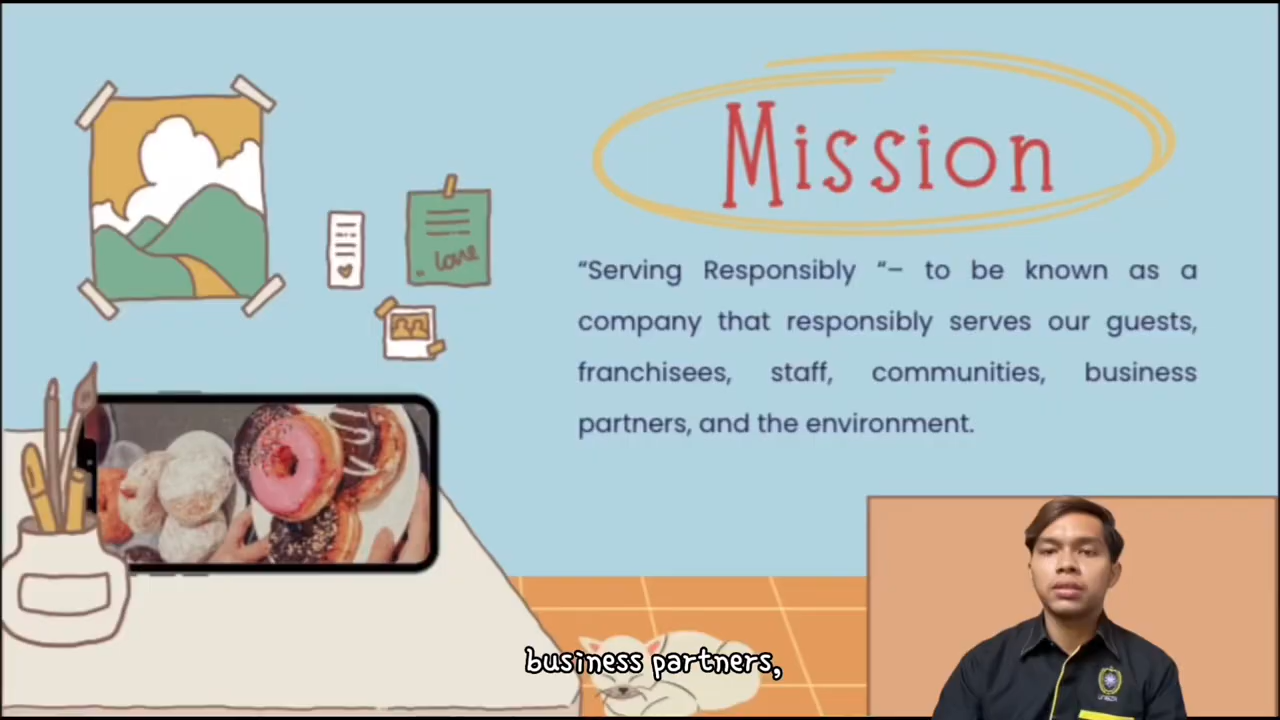 Mission
“Serving Responsibly “– to be known as a
company that responsibly serves our guests,
franchisees, staff, communities, business
partners, and the environment.
love
business partners,